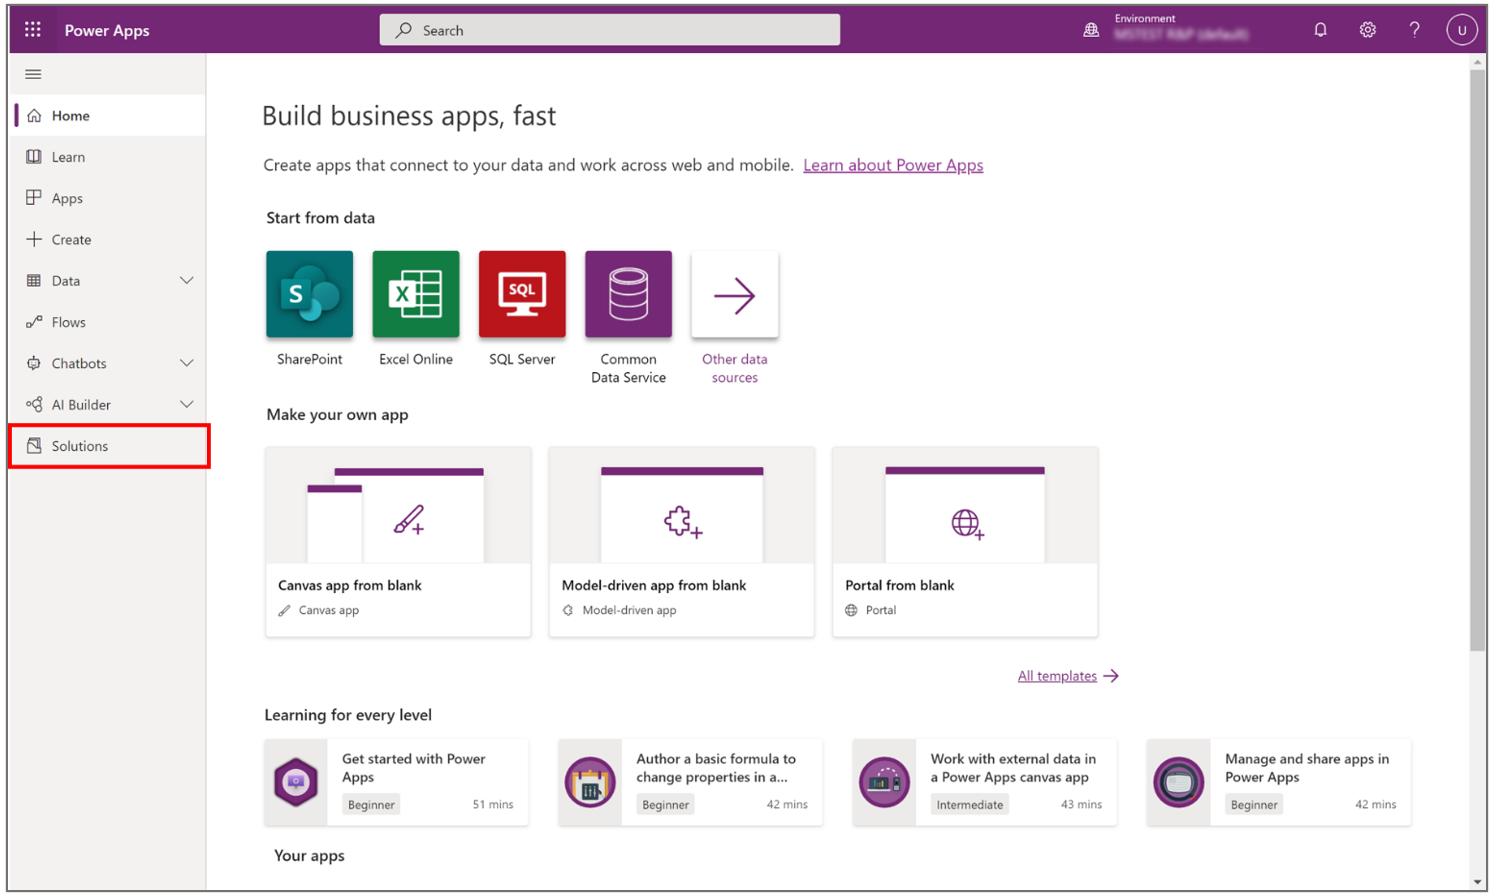 Power Apps
Search
Environment
U
Home
Learn
Apps
Create
Data
Flows
Chatbots
AI Builder
Solutions
Build business apps, fast
Create apps that connect to your data and work across web and mobile. Learn about Power Apps
Start from data
S
X
SQL
SharePoint
Excel Online
SQL Server
Common
Data Service
Other data
sources
Make your own app
Canvas app from blank
Canvas app
Model-driven app from blank
Model-driven app
Portal from blank
Portal
All templates
Learning for every level
Get started with Power
Apps
Beginner 51 mins
Author a basic formula to
change properties in a...
Beginner 42 mins
Work with external data in
a Power Apps canvas app
Intermediate 43 mins
Manage and share apps in
Power Apps
Beginner 42 mins
Your apps